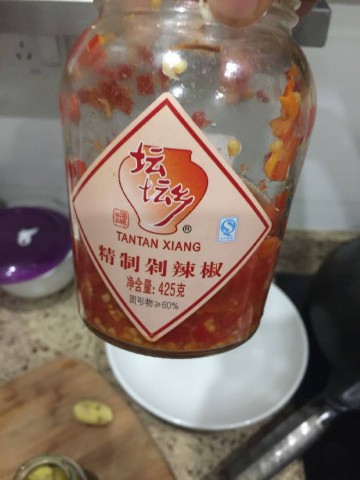 坛坛乡
®
TANTAN XIANG
精制剁辣椒
净含量: 425克
固形物≥60%